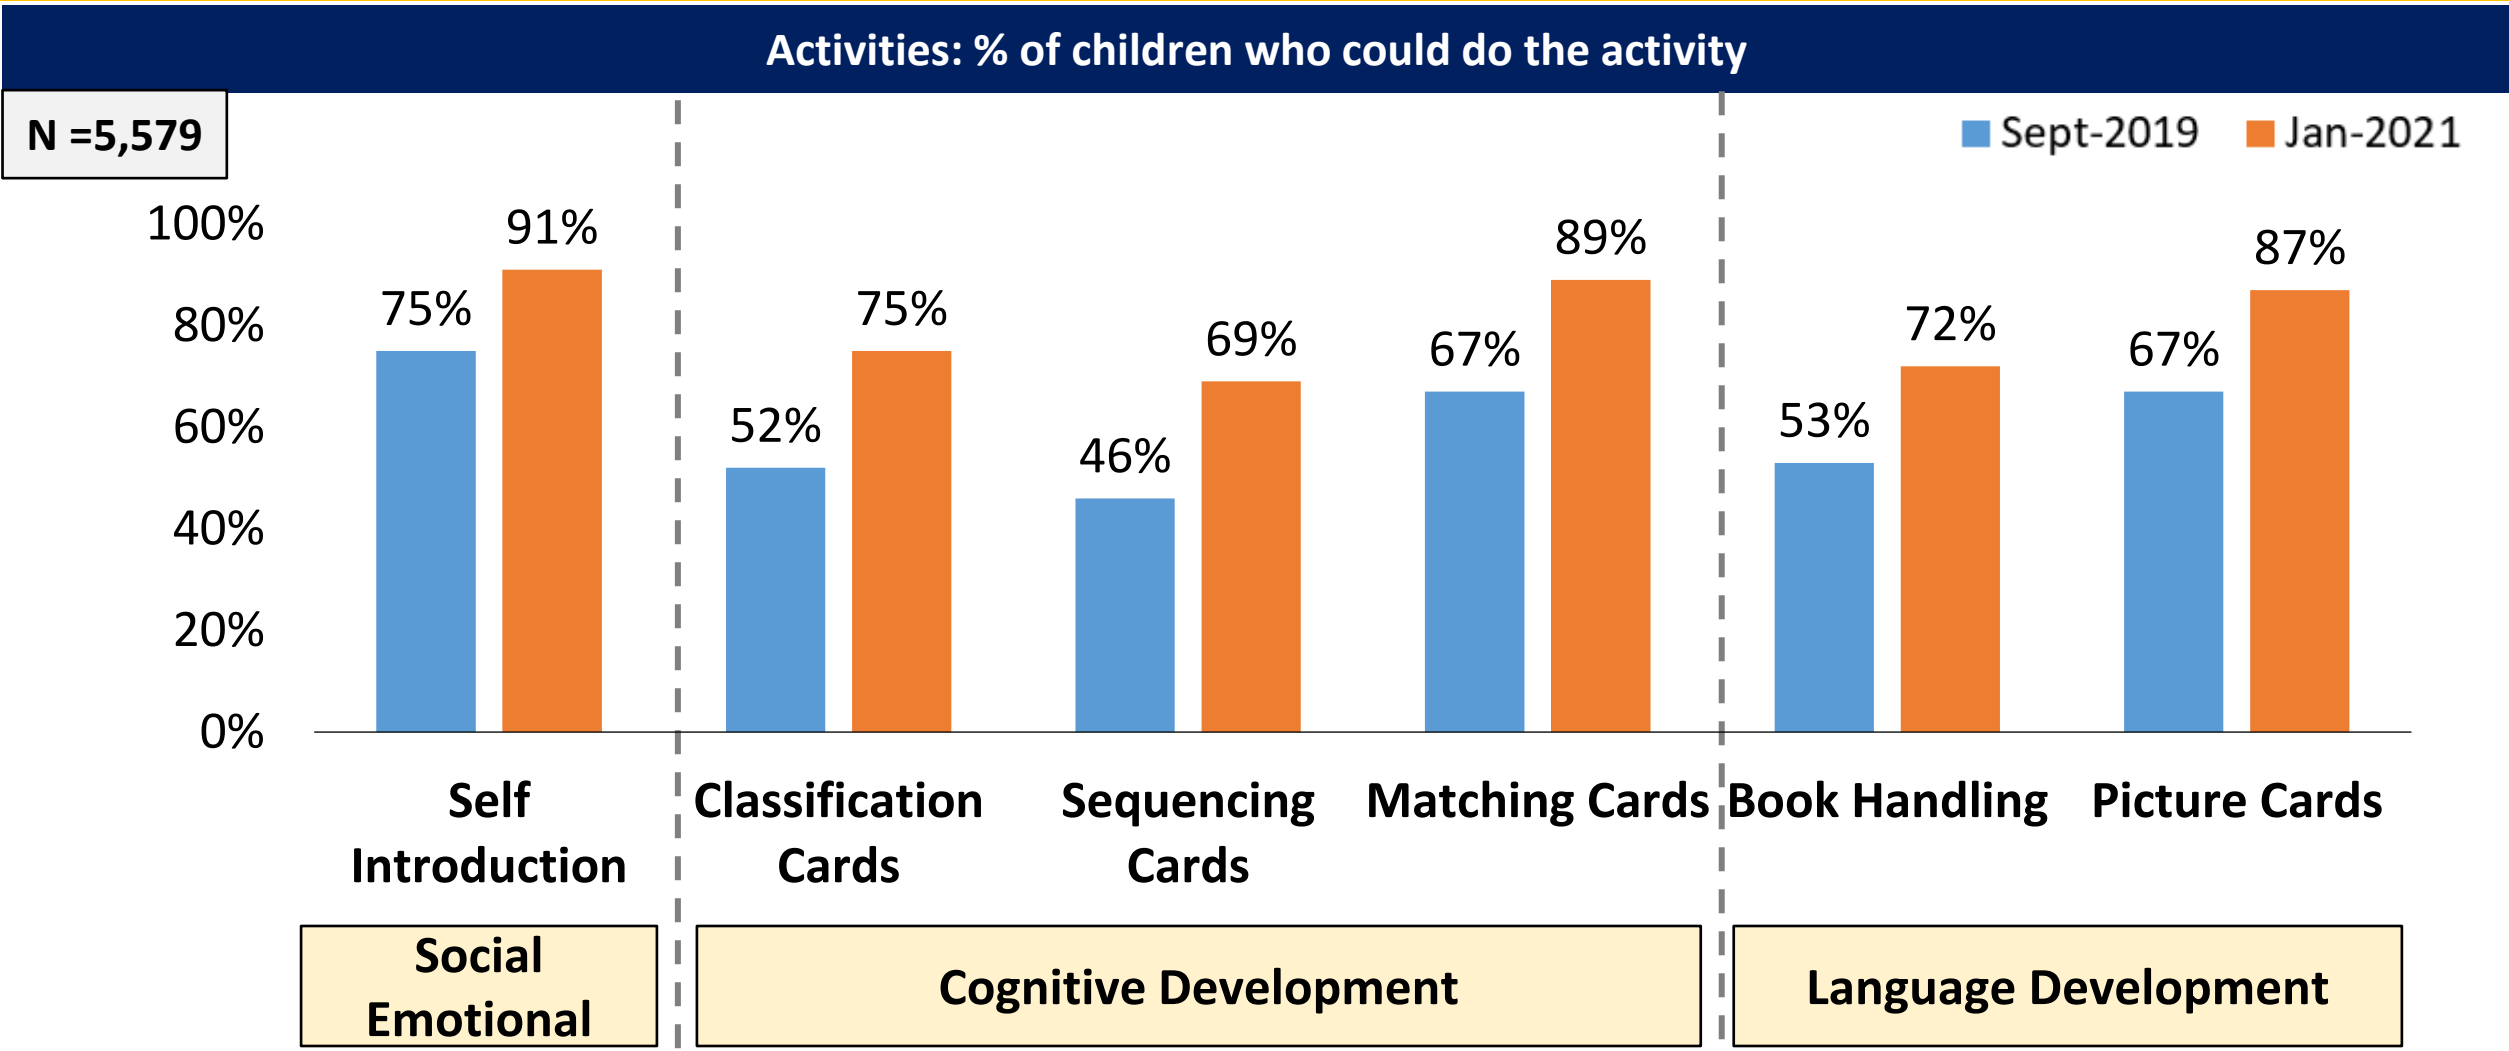 Activities: % of children who could do the activity
N =5,579
Sept-2019 Jan-2021
100%
80%
60%
40%
20%
0%
75% 91%
52% 75%
46% 69%
67% 89%
53% 72%
67% 87%
Self
Introduction
Classification
Cards
Sequencing
Cards
Matching Cards
Book Handling
Picture Cards
Social
Emotional
Cognitive Development
Language Development